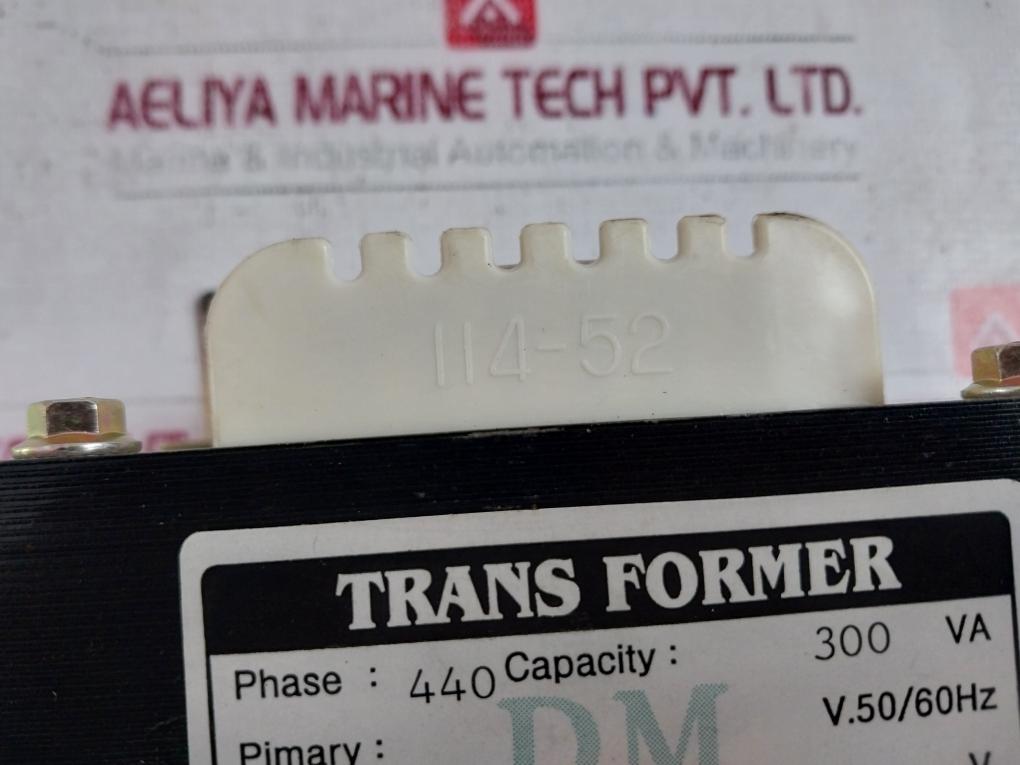 AELIYA MARINE TECH PVT. LTD.
Marine & Industrial Automation & Machinery
114-52
TRANS FORMER
Phase : 440 Capacity : 300 VA
V.50/60Hz
Pimary :
V
DM